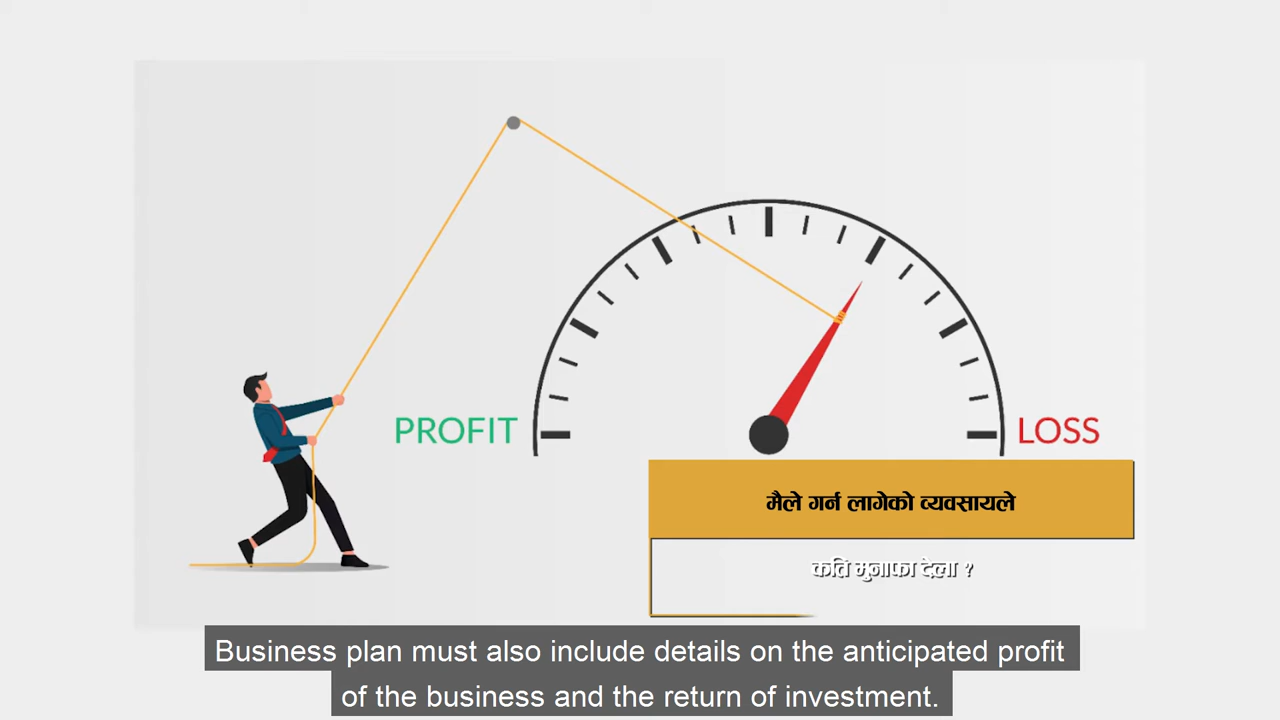 PROFIT
LOSS
मैले गर्न लागेको व्यवसायले
कति मुनाफा देला ?
Business plan must also include details on the anticipated profit
of the business and the return of investment.